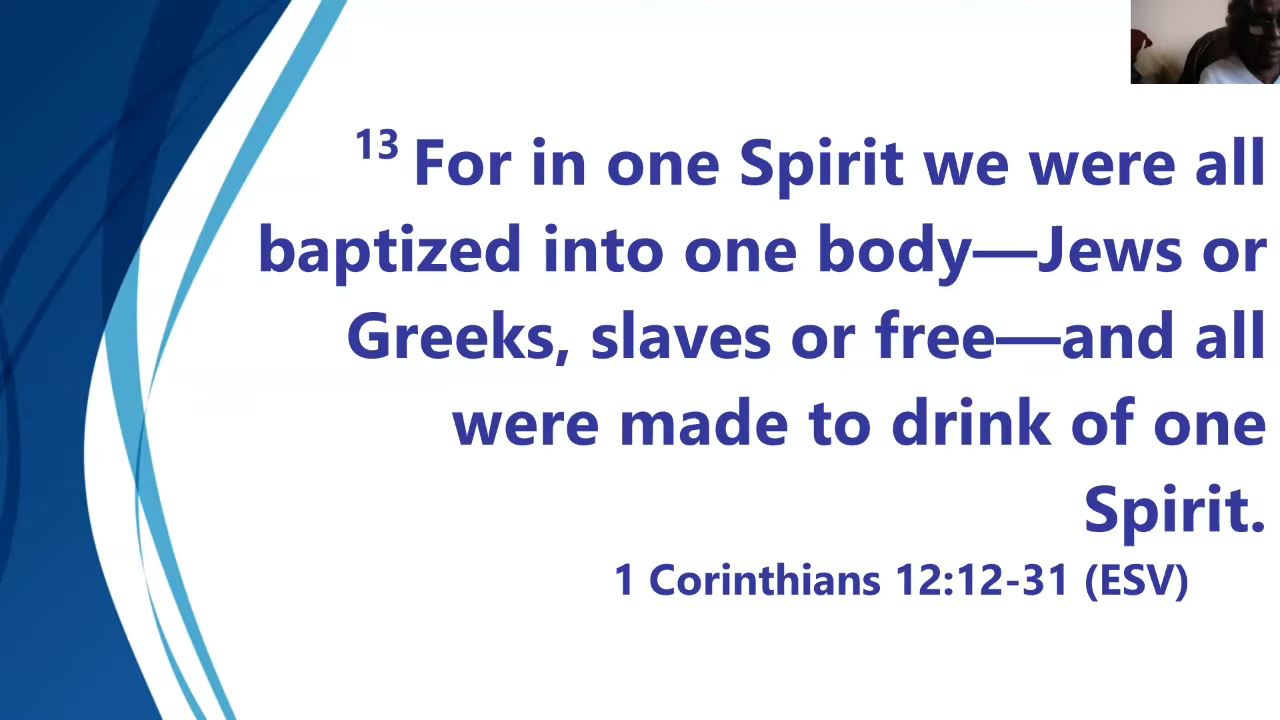 13 For in one Spirit we were all
baptized into one body—Jews or
Greeks, slaves or free—and all
were made to drink of one
Spirit.
1 Corinthians 12:12-31 (ESV)